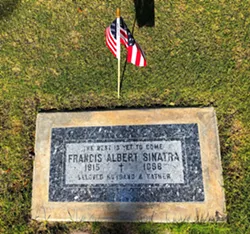 THE BEST IS YET TO COME
FRANCIS ALBERT SINATRA
1915 † 1998
BELOVED HUSBAND & FATHER